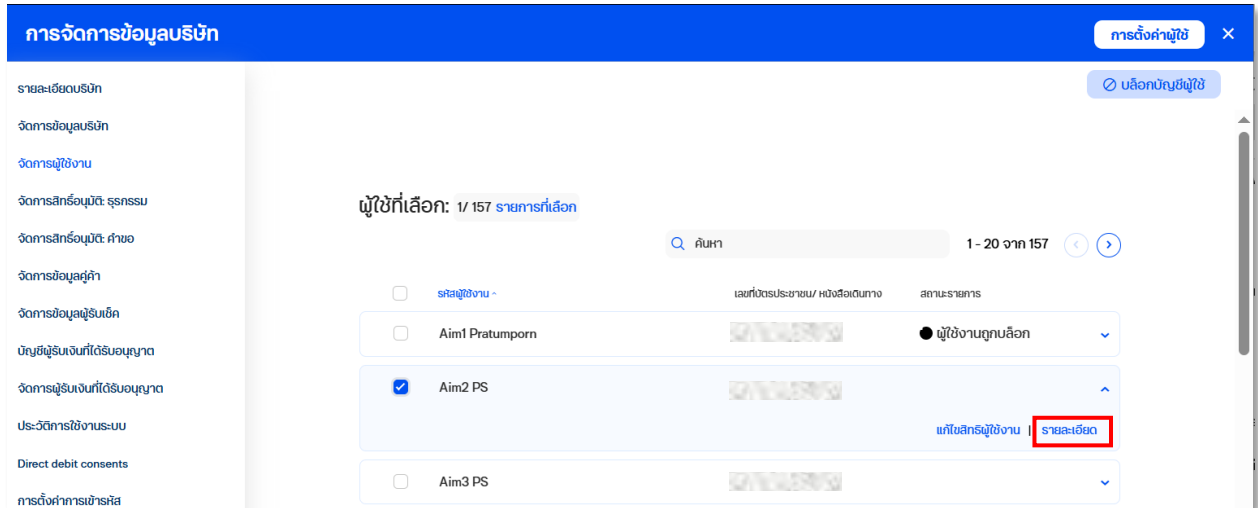 การจัดการข้อมูลบริษัท
การตั้งค่าผู้ใช้
รายละเอียดบริษัท
จัดการข้อมูลบริษัท
จัดการผู้ใช้งาน
จัดการสิทธิ์อนุมัติ: ธุรกรรม
จัดการสิทธิ์อนุมัติ: คำขอ
จัดการข้อมูลคู่ค้า
จัดการข้อมูลผู้รับเช็ค
บัญชีผู้รับเงินที่ได้รับอนุญาต
จัดการผู้รับเงินที่ได้รับอนุญาต
ประวัติการใช้งานระบบ
Direct debit consents
การตั้งค่าการเข้ารหัส
บล็อกบัญชีผู้ใช้
ผู้ใช้ที่เลือก: 1/ 157 รายการที่เลือก
ค้นหา
1 - 20 จาก 157
รหัสผู้ใช้งาน
เลขที่บัตรประชาชน/ หนังสือเดินทาง
สถานะรายการ
Aim1 Pratumporn
ผู้ใช้งานถูกบล็อก
Aim2 PS
แก้ไขสิทธิผู้ใช้งาน | รายละเอียด
Aim3 PS